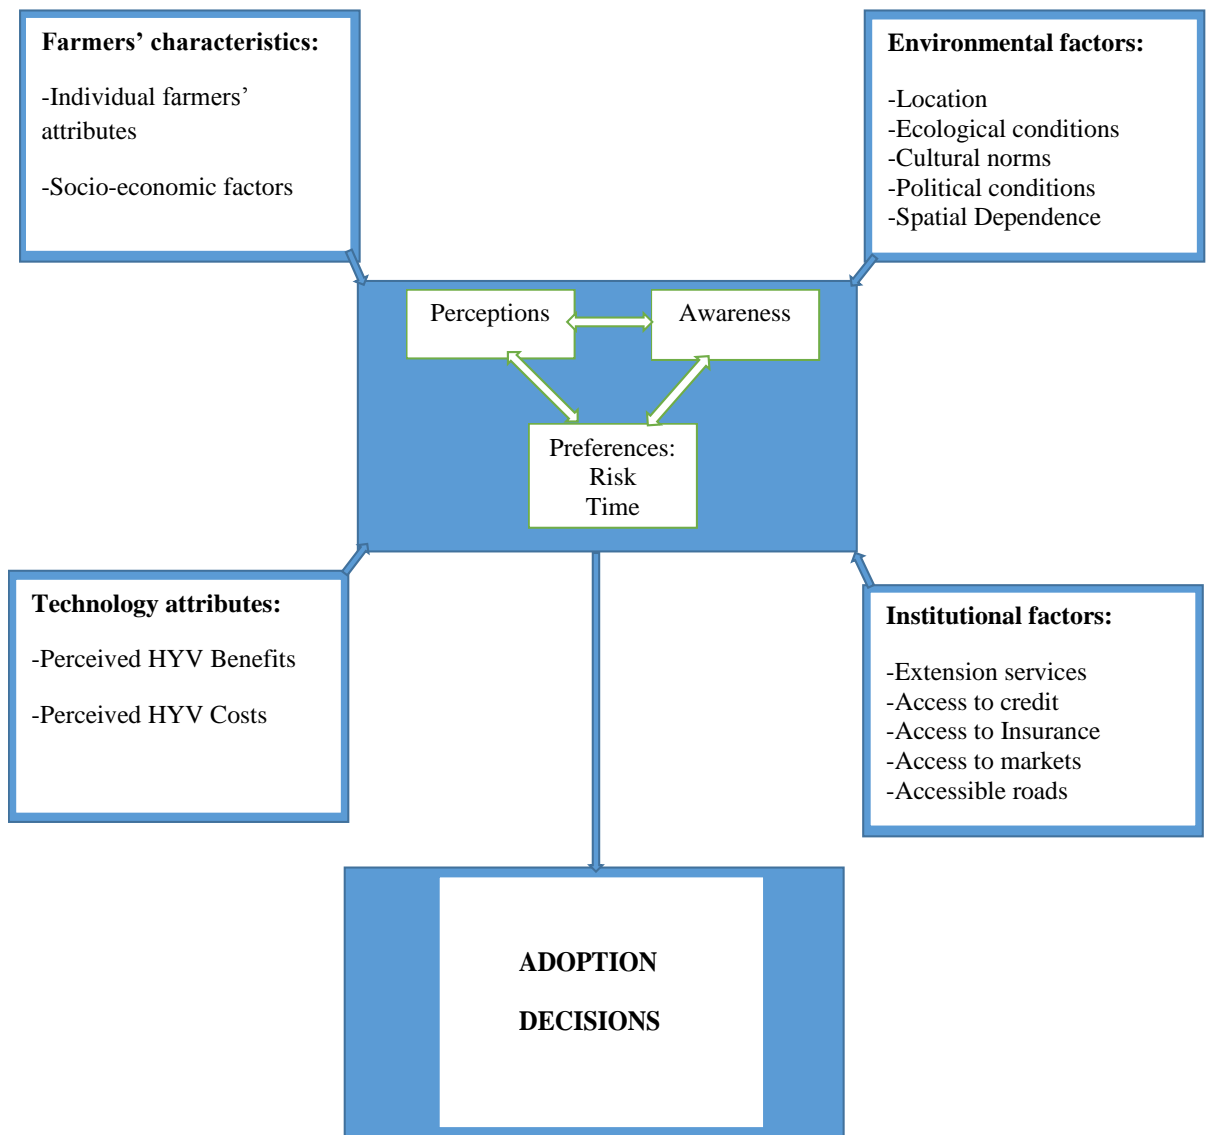 Farmers’ characteristics:
-Individual farmers’
attributes
-Socio-economic factors
Environmental factors:
-Location
-Ecological conditions
-Cultural norms
-Political conditions
-Spatial Dependence
Perceptions
Awareness
Preferences:
Risk
Time
Technology attributes:
-Perceived HYV Benefits
-Perceived HYV Costs
Institutional factors:
-Extension services
-Access to credit
-Access to Insurance
-Access to markets
-Accessible roads
ADOPTION
DECISIONS